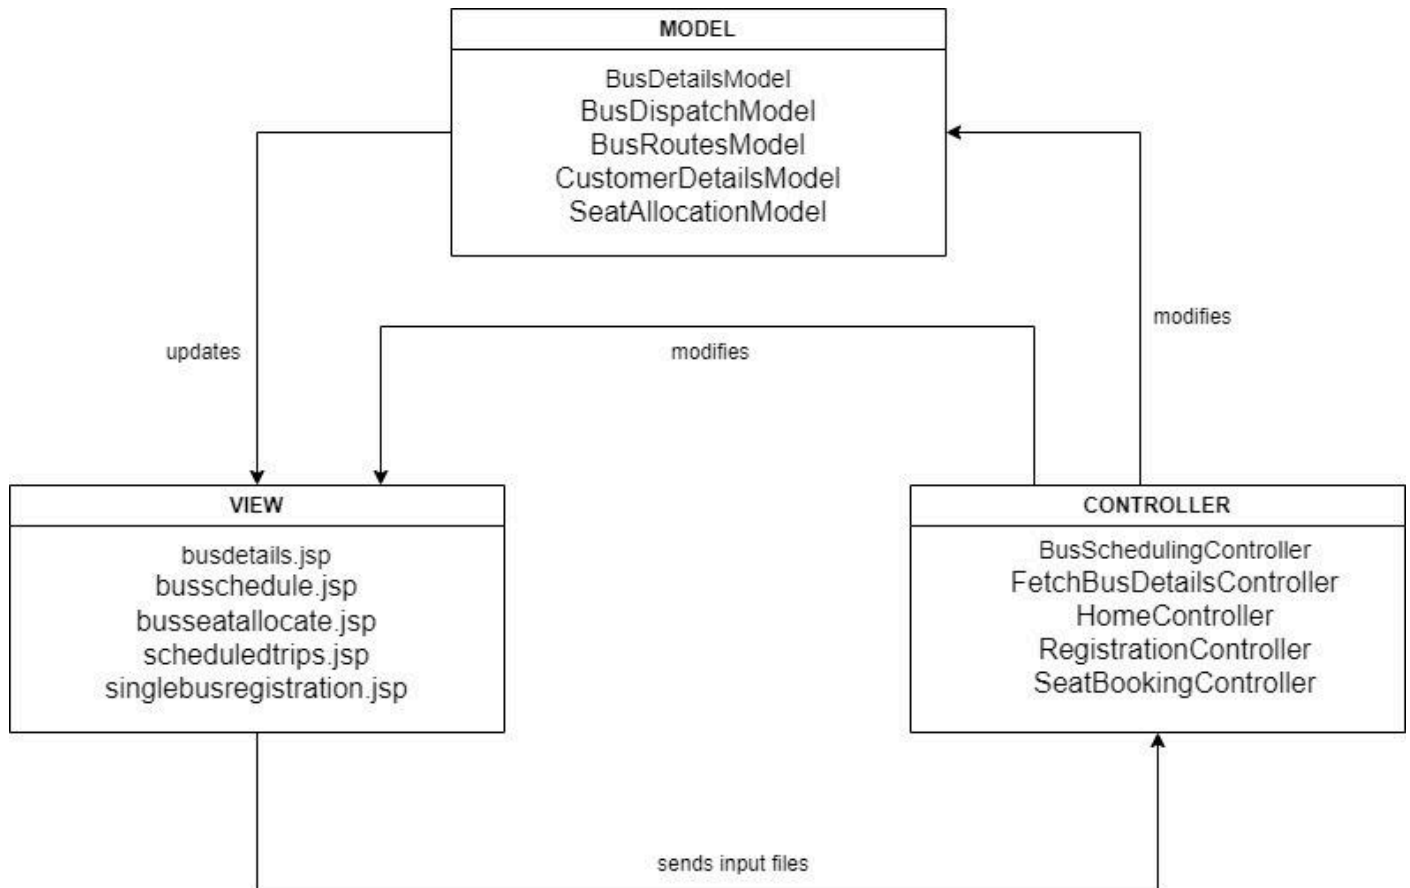 MODEL
BusDetailsModel
BusDispatchModel
BusRoutesModel
CustomerDetailsModel
SeatAllocationModel
modifies
updates
modifies
VIEW
busdetails.jsp
busschedule.jsp
busseatallocate.jsp
scheduledtrips.jsp
singlebusregistration.jsp
CONTROLLER
BusSchedulingController
FetchBusDetailsController
HomeController
RegistrationController
SeatBookingController
sends input files